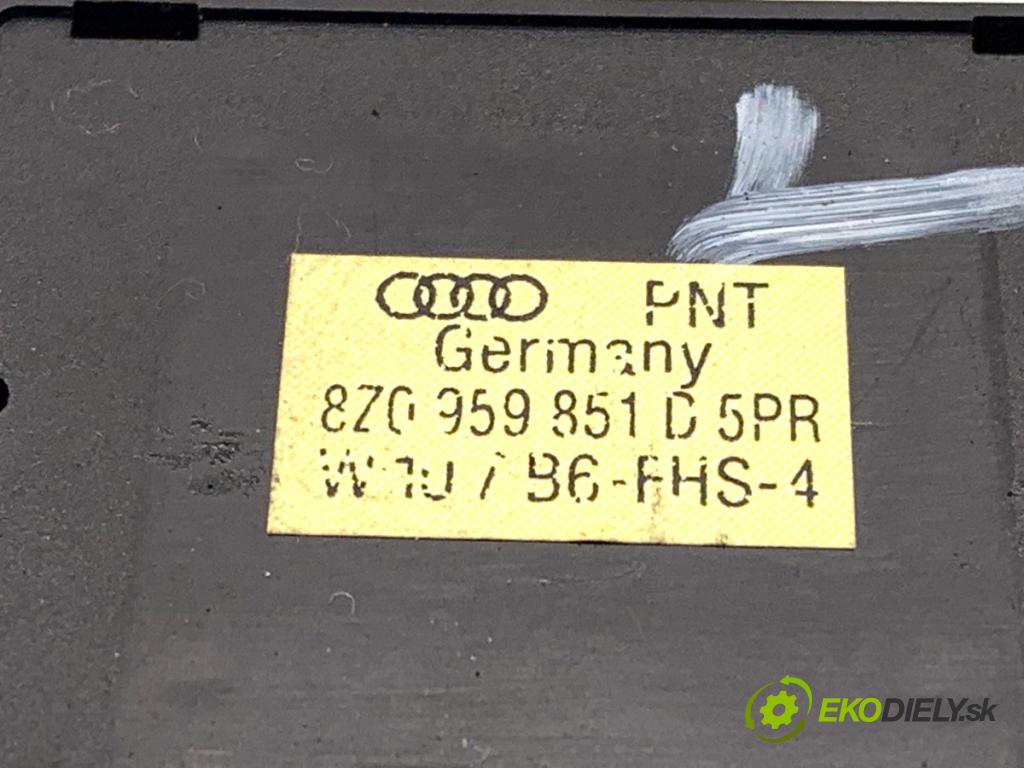 PNT
Germany
8Z0 959 851 D 5PR
B6-FHS-4
EKODIELY.sk